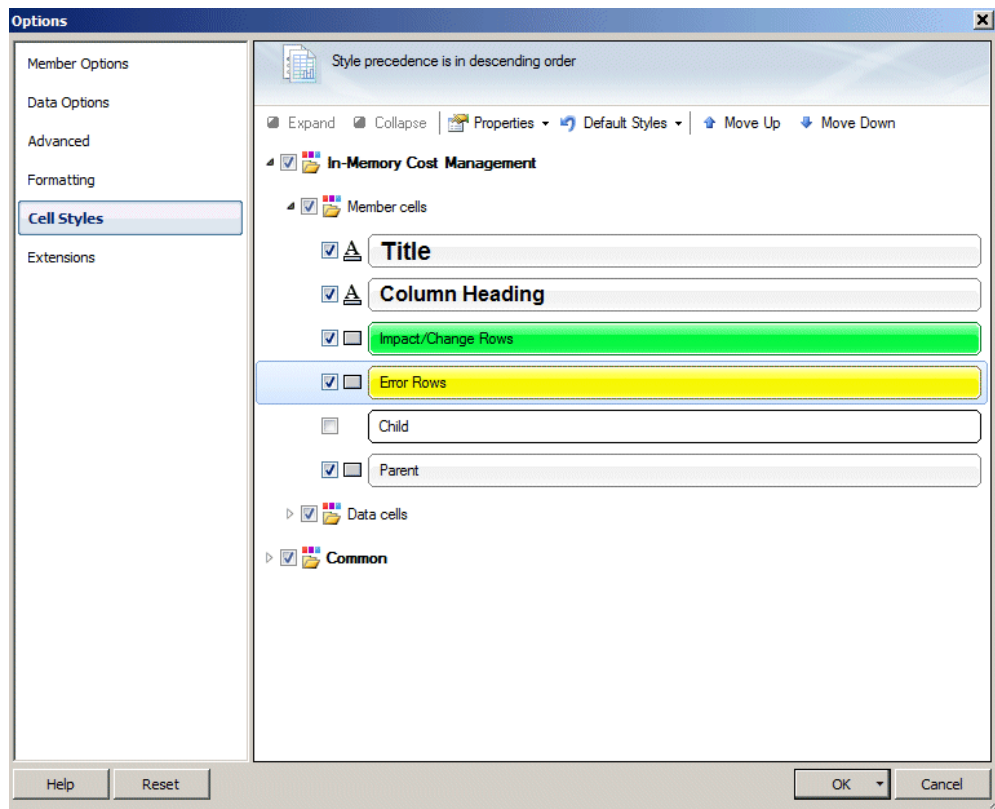 Options
Member Options
Data Options
Advanced
Formatting
Cell Styles
Extensions
Style precedence is in descending order
Expand Collapse Properties Default Styles Move Up Move Down
In-Memory Cost Management
Member cells
Title
Column Heading
Impact/Change Rows
Error Rows
Child
Parent
Data cells
Common
Help Reset OK Cancel